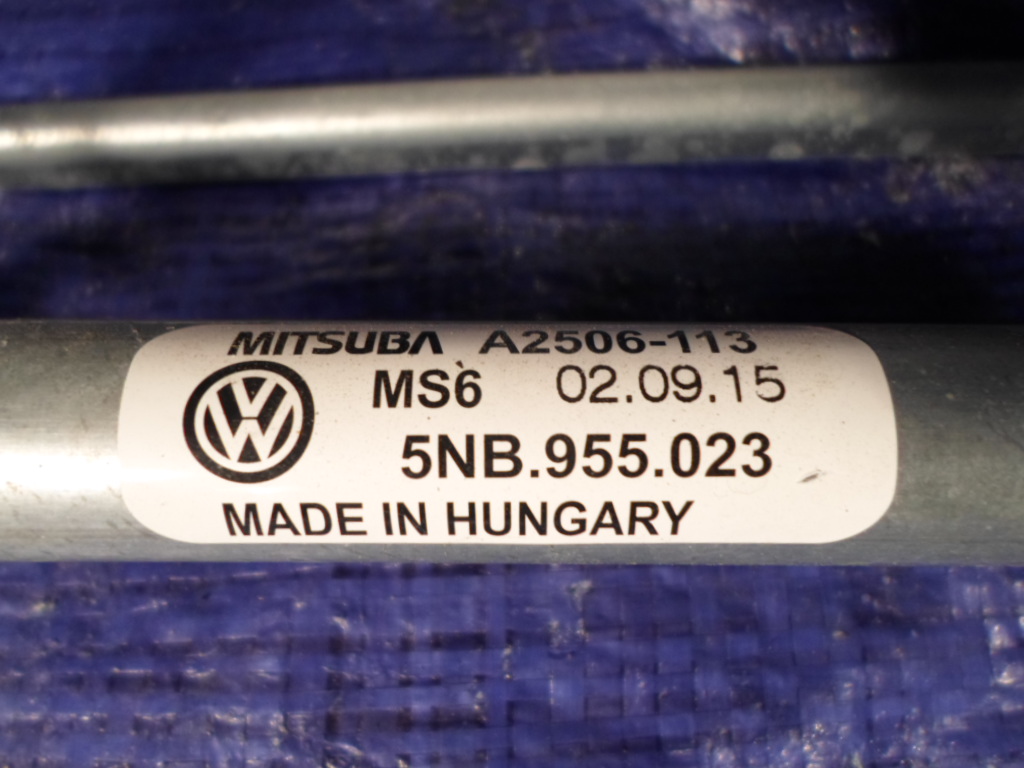 MITSUBA A2506-113
MS6 02.09.15
5NB.955.023
MADE IN HUNGARY